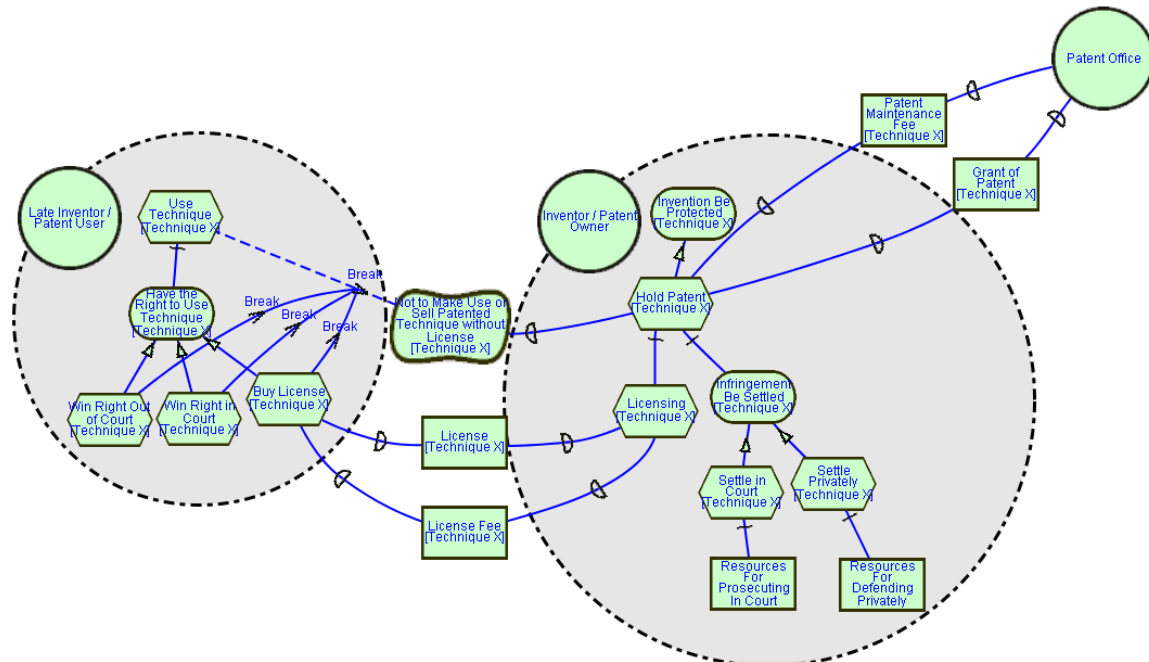 Patent Office
Patent
Maintenance
Fee
[Technique X]
Grant of
Patent
[Technique X]
Late Inventor /
Patent User
Use
Technique
[Technique X]
Inventor / Patent
Owner
Invention Be
Protected
[Technique X]
Break
Have the
Right to Use
Technique
[Technique X]
Break
Break
Break
Not to Make Use or
Sell Patented
Technique without
License
[Technique X]
Hold Patent
[Technique X]
Win Right Out
of Court
[Technique X]
Win Right in
Court
[Technique X]
Buy License
[Technique X]
Licensing
[Technique X]
Infringement
Be Settled
[Technique X]
License
[Technique X]
Settle in
Court
[Technique X]
Settle
Privately
[Technique X]
License Fee
[Technique X]
Resources
For
Prosecuting
In Court
Resources
For
Defending
Privately